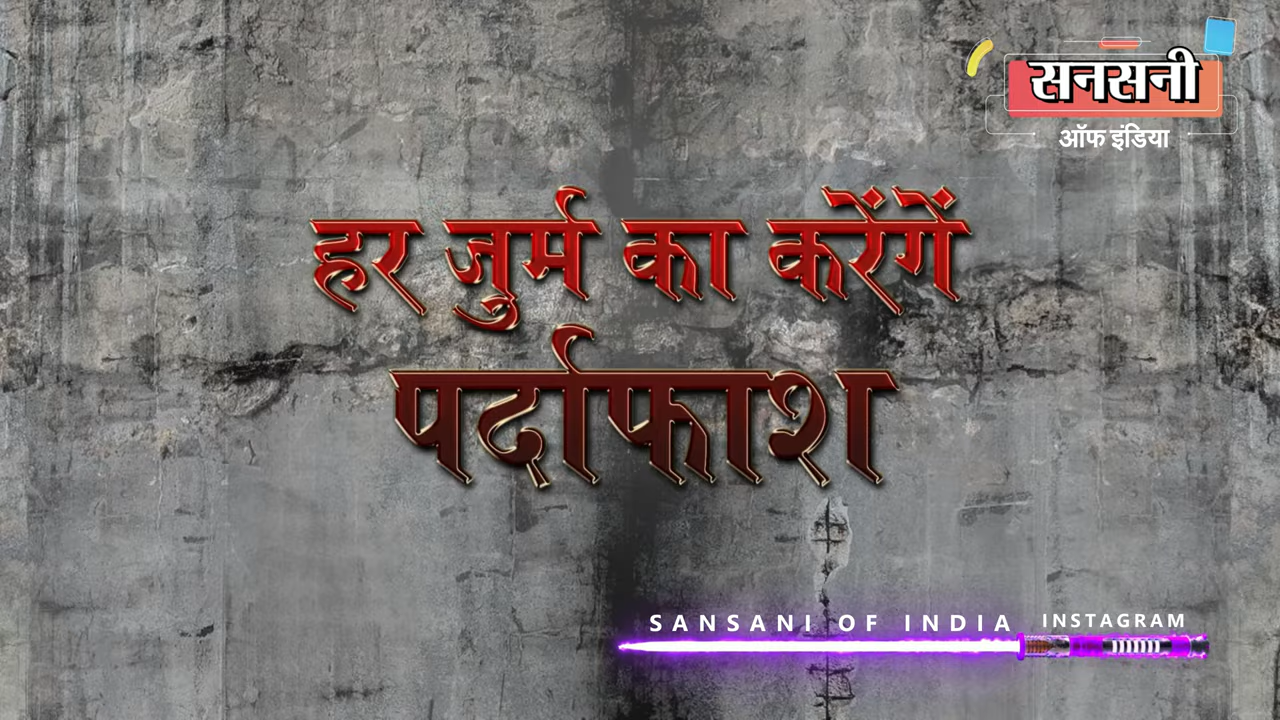 सनसनी
ऑफ इंडिया
हर जुर्म का करेंगें
पर्दाफाश
SANSANI OF INDIA INSTAGRAM